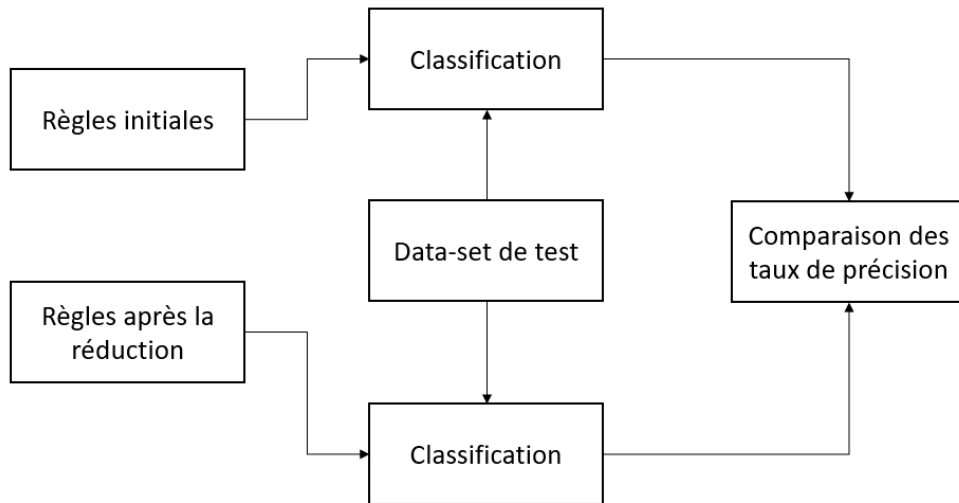 Classification
Règles initiales
Data-set de test
Comparaison des
taux de précision
Règles après la
réduction
Classification